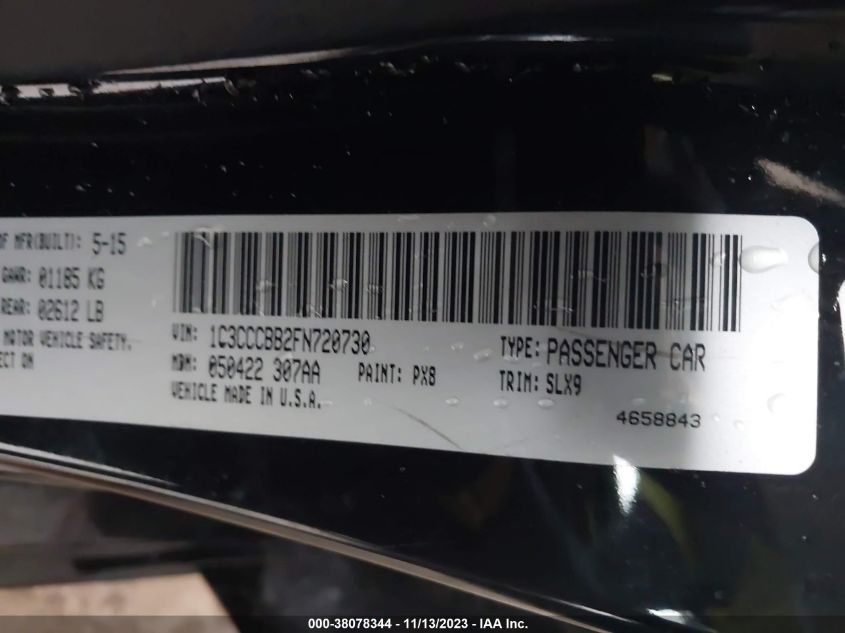 OF MFR(BUILT): 5-15
GAWR: 01185 KG
REAR: 02612 LB
MOTOR VEHICLE SAFETY.
ECT ON
VIN: 1C3CCCBB2FN720730
MDH: 050422 307AA
PAINT: PX8
VEHICLE MADE IN U.S.A.
TYPE: PASSENGER CAR
TRIM: SLX9
4658843
000-38078344 - 11/13/2023 - IAA Inc.